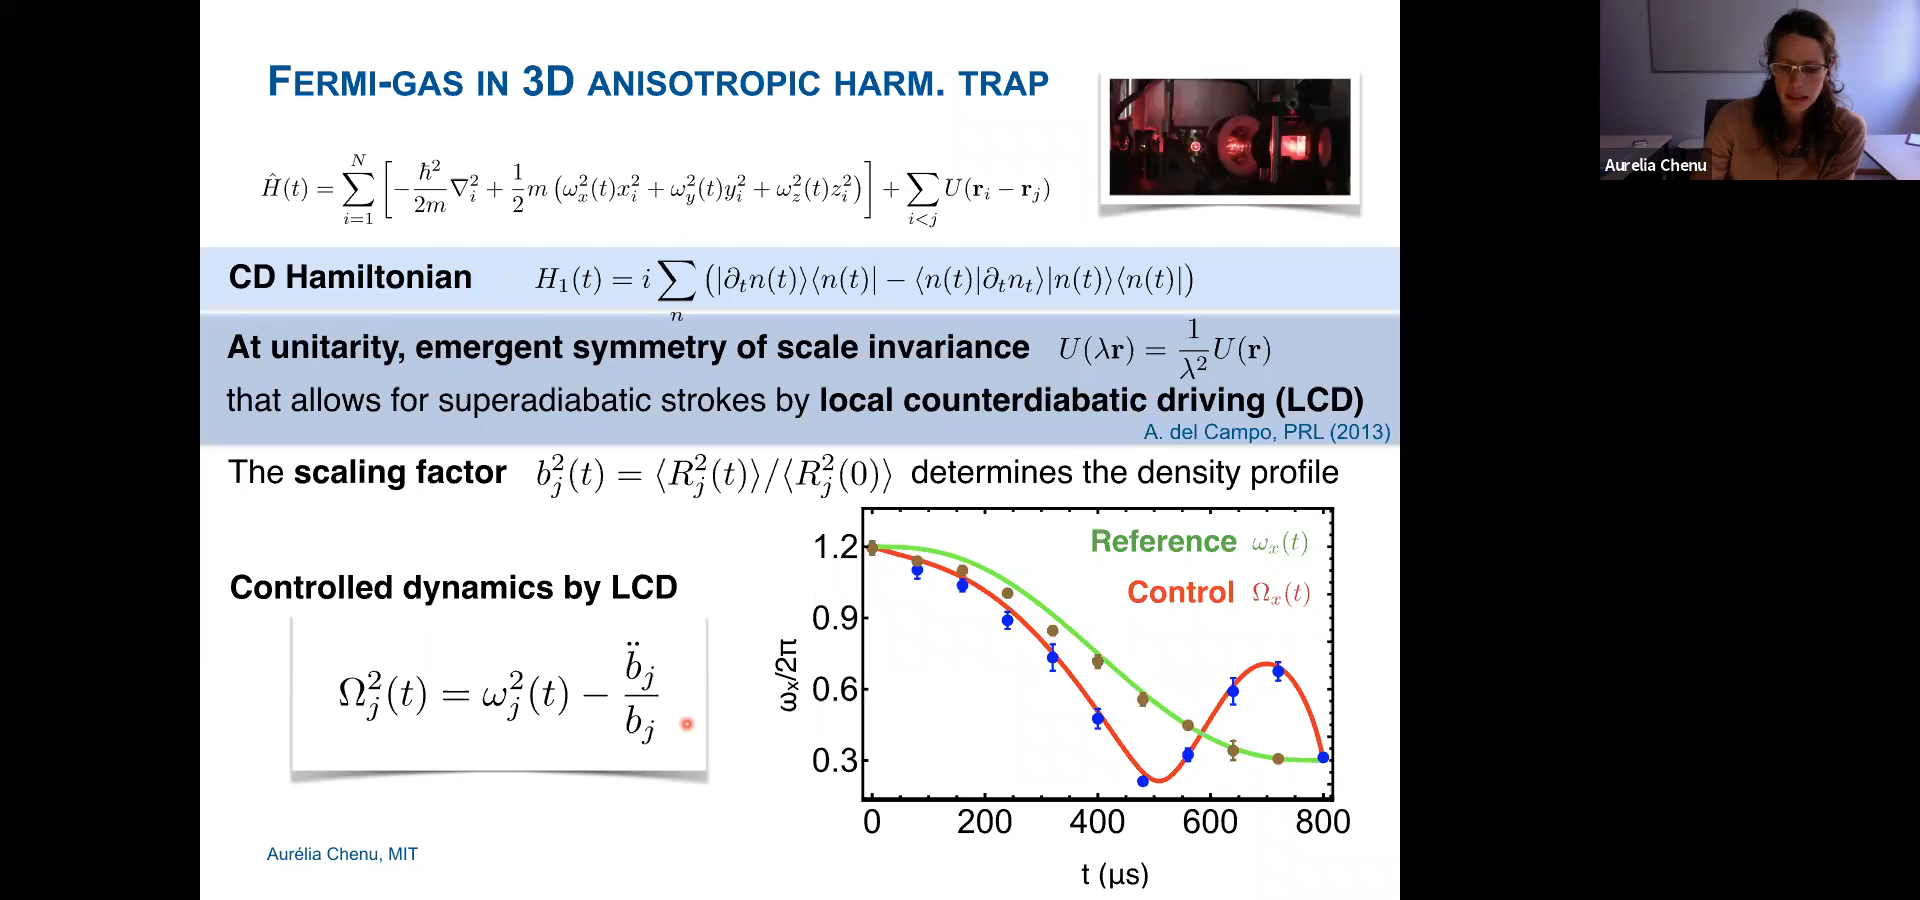 FERMI-GAS IN 3D ANISOTROPIC HARM. TRAP
Ĥ(t) = ∑_{i=1}^{N} [ −ħ²/2m ∇_i² + 1/2 m (ω_x²(t)x_i² + ω_y²(t)y_i² + ω_z²(t)z_i²) ] + ∑_{i<j} U(r_i − r_j)
Aurelia Chenu
CD Hamiltonian H₁(t) = i ∑_n (|∂_t n(t)⟩⟨n(t)| − ⟨n(t)|∂_t n_t⟩|n(t)⟩⟨n(t)|)
At unitarity, emergent symmetry of scale invariance U(λr) = 1/λ² U(r)
that allows for superadiabatic strokes by local counterdiabatic driving (LCD)
A. del Campo, PRL (2013)
The scaling factor b_j²(t) = ⟨R_j²(t)⟩/⟨R_j²(0)⟩ determines the density profile
Controlled dynamics by LCD
Ω_j²(t) = ω_j²(t) − b̈_j/b_j
Reference ω_x(t)
Control Ω_x(t)
1.2
0.9
0.6
0.3
ω_x/2π
0 200 400 600 800
t (μs)
Aurélia Chenu, MIT